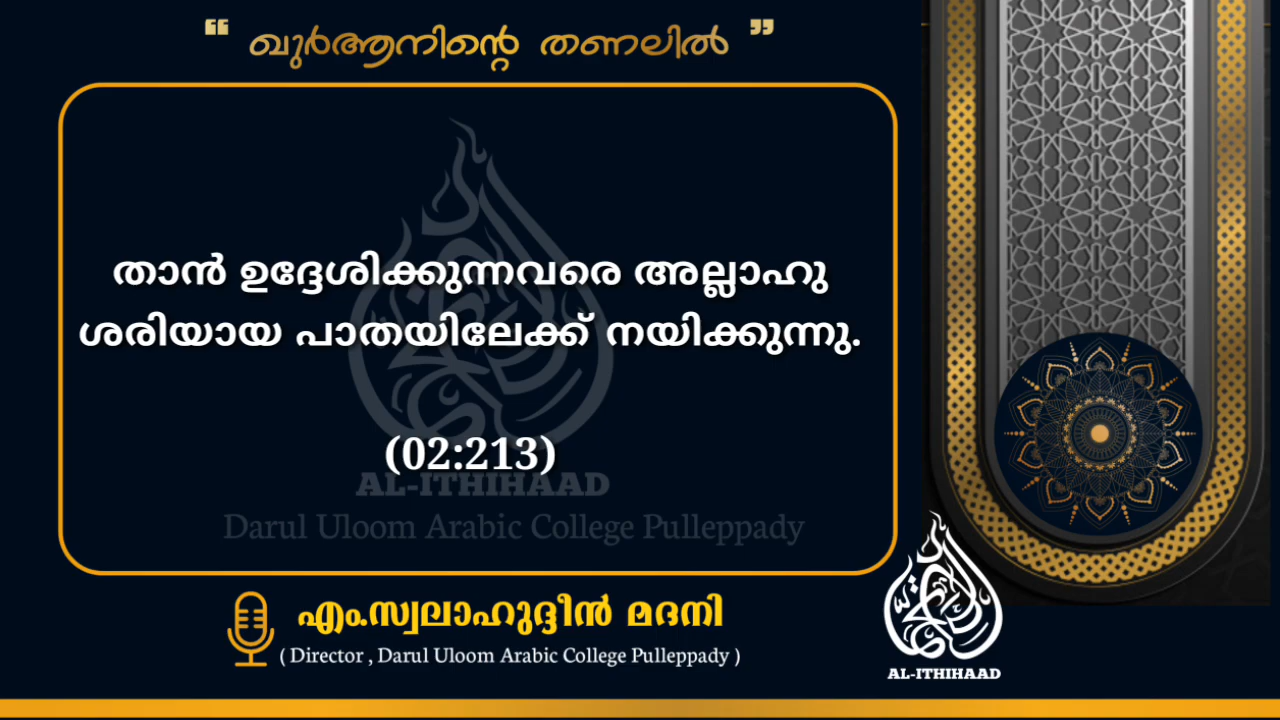 “ ഖുർആനിന്റെ തണലിൽ ”
താൻ ഉദ്ദേശിക്കുന്നവരെ അല്ലാഹു
ശരിയായ പാതയിലേക്ക് നയിക്കുന്നു.
(02:213)
AL-ITHIHAAD
Darul Uloom Arabic College Pulleppady
എം.സ്വലാഹുദ്ദീൻ മദനി
( Director , Darul Uloom Arabic College Pulleppady )
AL-ITHIHAAD